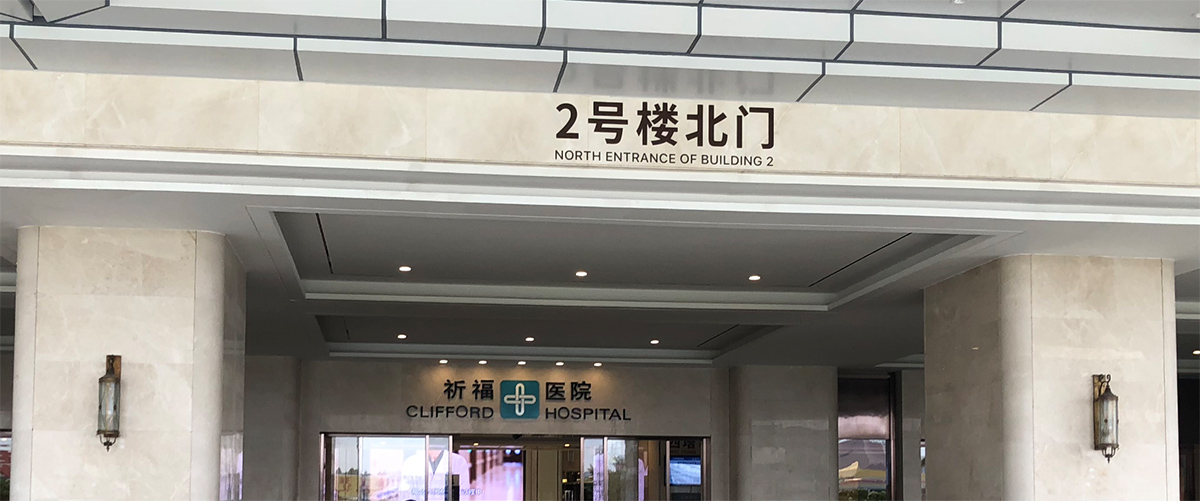 2号楼北门
NORTH ENTRANCE OF BUILDING 2
祈福 医院
CLIFFORD HOSPITAL